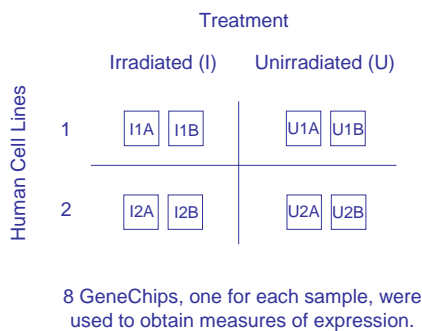 Treatment
Irradiated (I) Unirradiated (U)
Human Cell Lines
1 I1A I1B U1A U1B
2 I2A I2B U2A U2B
8 GeneChips, one for each sample, were
used to obtain measures of expression.